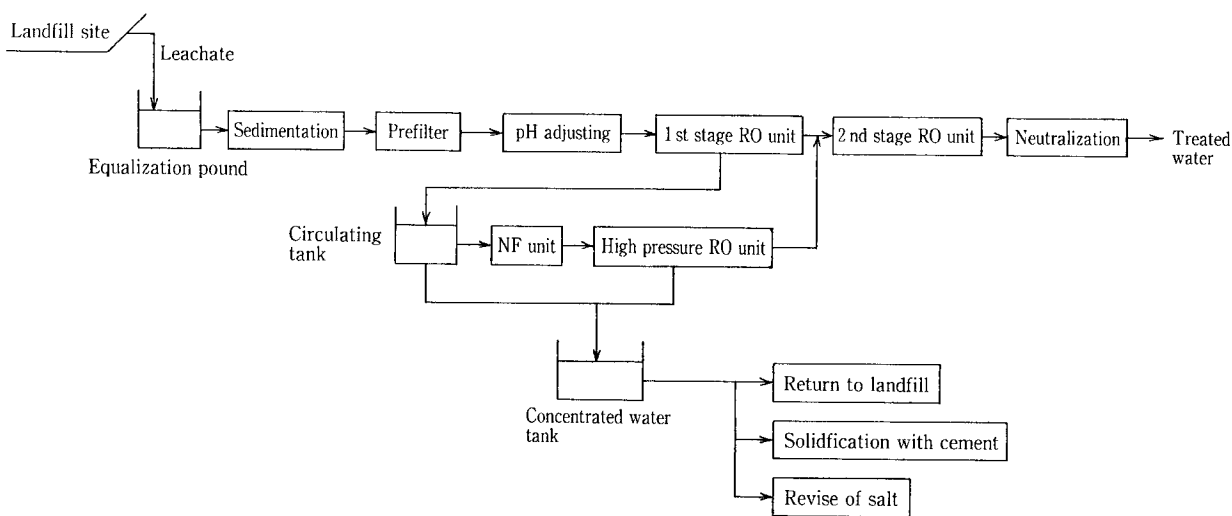 Landfill site
Leachate
Equalization pound
Sedimentation
Prefilter
pH adjusting
1st stage RO unit
2nd stage RO unit
Neutralization
Treated
water
Circulating
tank
NF unit
High pressure RO unit
Concentrated water
tank
Return to landfill
Solidfication with cement
Revise of salt